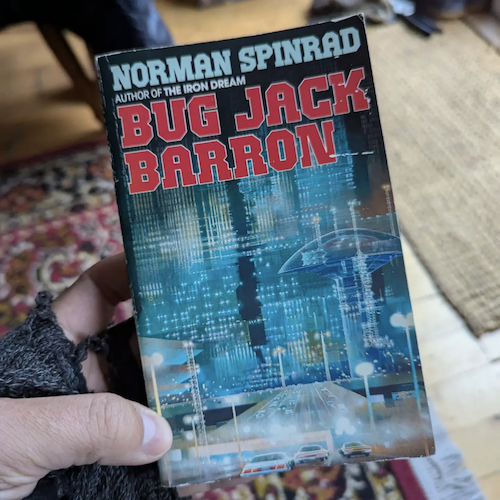 NORMAN SPINRAD
AUTHOR OF THE IRON DREAM
BUG JACK
BARRON